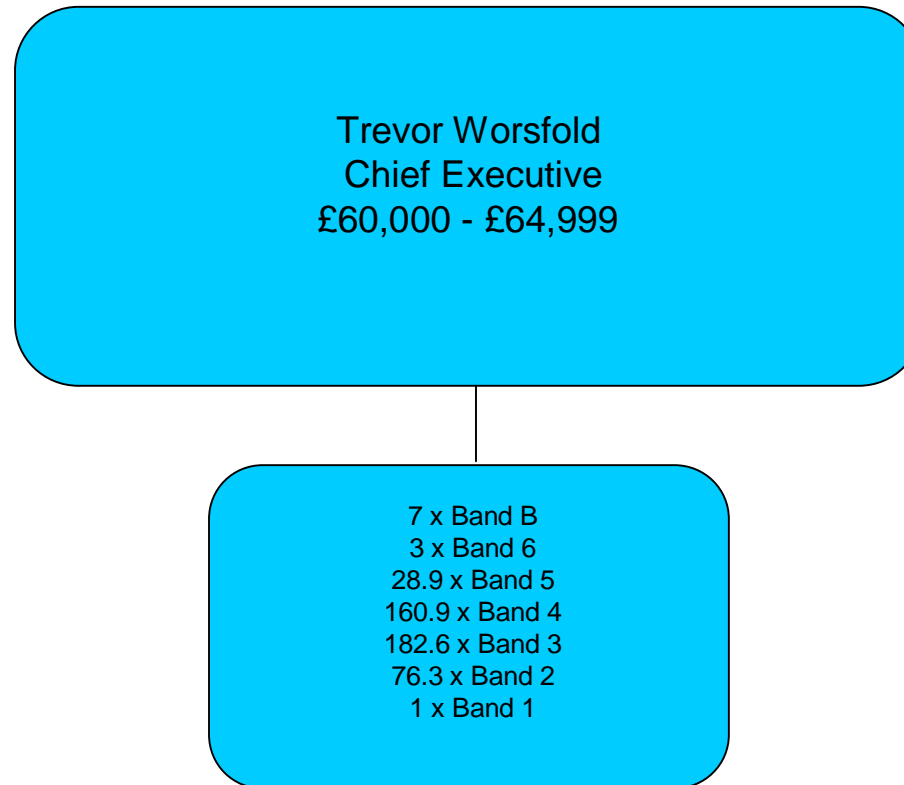 Trevor Worsfold
Chief Executive
£60,000 - £64,999
7 x Band B
3 x Band 6
28.9 x Band 5
160.9 x Band 4
182.6 x Band 3
76.3 x Band 2
1 x Band 1